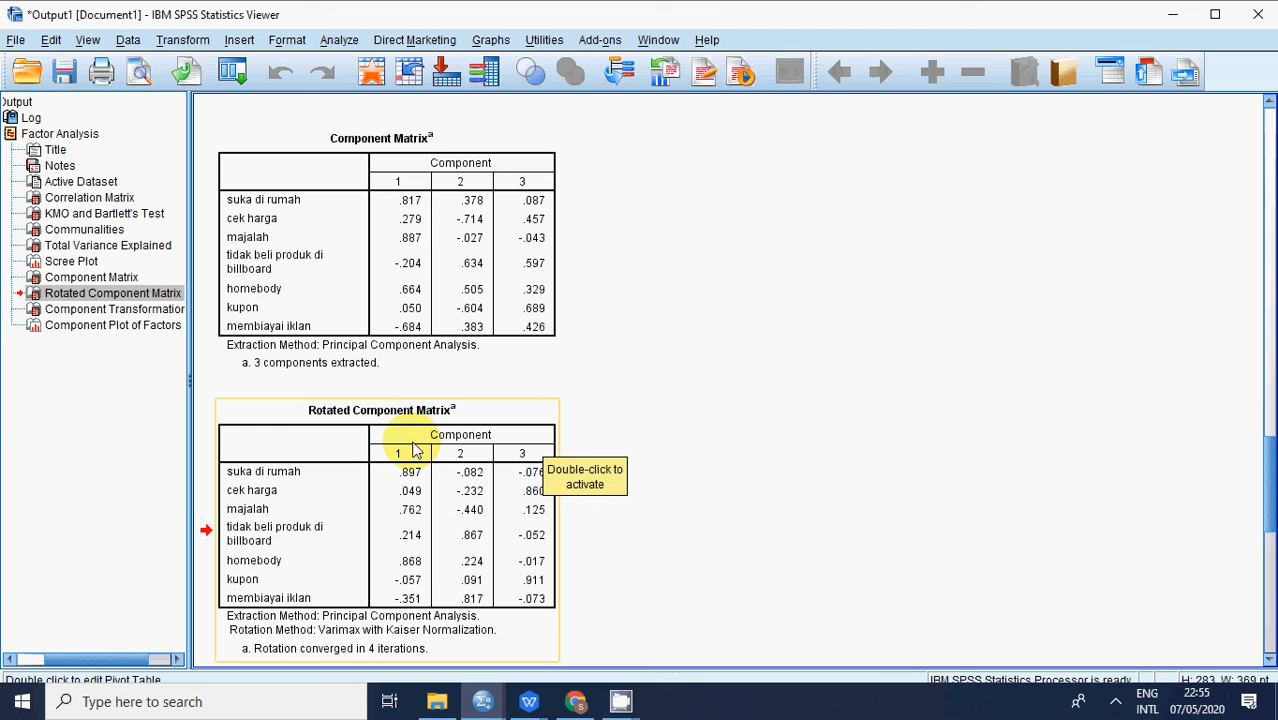 *Output1 [Document1] - IBM SPSS Statistics Viewer
File Edit View Data Transform Insert Format Analyze Direct Marketing Graphs Utilities Add-ons Window Help
Output
Log
Factor Analysis
Title
Notes
Active Dataset
Correlation Matrix
KMO and Bartlett's Test
Communalities
Total Variance Explained
Scree Plot
Component Matrix
Rotated Component Matrix
Component Transformation
Component Plot of Factors
Component Matrixa
Component
1 2 3
suka di rumah .817 .378 .087
cek harga .279 -.714 .457
majalah .887 -.027 -.043
tidak beli produk di
billboard -.204 .634 .597
homebody .664 .505 .329
kupon .050 -.604 .689
membiayai iklan -.684 .383 .426
Extraction Method: Principal Component Analysis.
a. 3 components extracted.
Rotated Component Matrixa
Component
1 2 3
suka di rumah .897 -.082 -.076
cek harga .049 -.232 .860
majalah .762 -.440 .125
tidak beli produk di
billboard .214 .867 -.052
homebody .868 .224 -.017
kupon -.057 .091 .911
membiayai iklan -.351 .817 -.073
Extraction Method: Principal Component Analysis.
Rotation Method: Varimax with Kaiser Normalization.
a. Rotation converged in 4 iterations.
Double-click to
activate
Double click to edit Pivot Table
IBM SPSS Statistics Processor is ready
H: 283, W: 369 pt.
Type here to search
ENG
INTL
22:55
07/05/2020